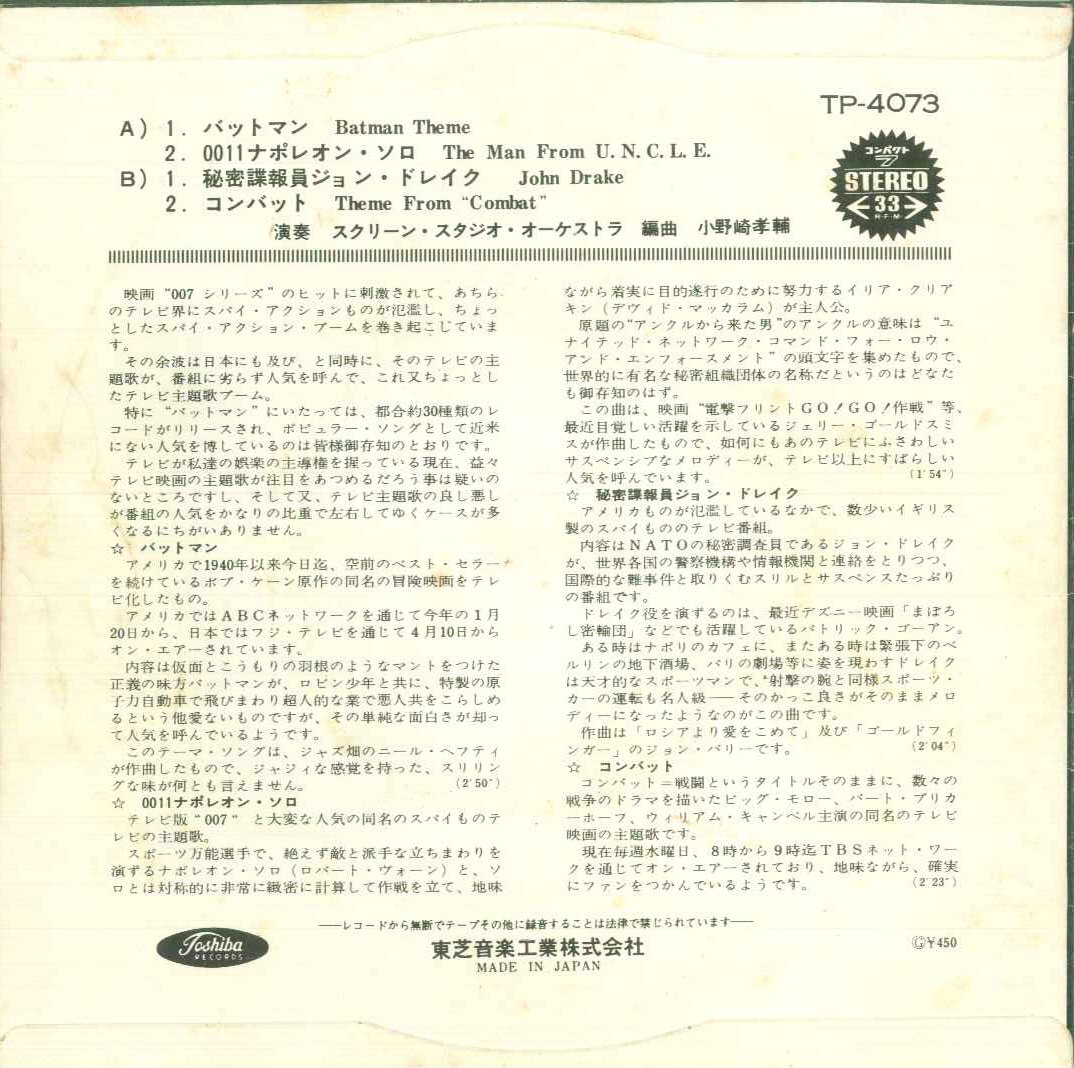 TP-4073
A) 1. バットマン Batman Theme
2. 0011ナポレオン・ソロ The Man From U.N.C.L.E.
B) 1. 秘密諜報員ジョン・ドレイク John Drake
2. コンバット Theme From "Combat"
演奏 スクリーン・スタジオ・オーケストラ 編曲 小野崎孝輔
コンパクト
7
STEREO
33
R・P・M
映画“007 シリーズ”のヒットに刺激されて、あちら
のテレビ界にスパイ・アクションものが氾濫し、ちょっ
としたスパイ・アクション・ブームを巻き起こしていま
す。
その余波は日本にも及び、と同時に、そのテレビの主
題歌が、番組に劣らず人気を呼んで、これ又ちょっとし
たテレビ主題歌ブーム。
特に“バットマン”にいたっては、都合約30種類のレ
コードがリリースされ、ポピュラー・ソングとして近来
にない人気を博しているのは皆様御存知のとおりです。
テレビが私達の娯楽の主導権を握っている現在、益々
テレビ映画の主題歌が注目をあつめるだろう事は疑いの
ないところですし、そして又、テレビ主題歌の良し悪し
が番組の人気をかなりの比重で左右してゆくケースが多
くなるにちがいありません。
☆ バットマン
アメリカで1940年以来今日迄、空前のベスト・セラー
を続けているボブ・ケーン原作の同名の冒険映画をテレ
ビ化したもの。
アメリカではABCネットワークを通じて今年の1月
20日から、日本ではフジ・テレビを通じて4月10日から
オン・エアーされています。
内容は仮面とこうもりの羽根のようなマントをつけた
正義の味方バットマンが、ロビン少年と共に、特製の原
子力自動車で飛びまわり超人的な業で悪人共をこらしめ
るという他愛ないものですが、その単純な面白さが却っ
て人気を呼んでいるようです。
このテーマ・ソングは、ジャズ畑のニール・ヘフティ
が作曲したもので、ジャジィな感覚を持った、スリリン
グな味が何とも言えません。 (2′50″)
☆ 0011ナポレオン・ソロ
テレビ版“007”と大変な人気の同名のスパイものテ
レビの主題歌。
スポーツ万能選手で、絶えず敵と派手な立ちまわりを
演ずるナポレオン・ソロ(ロバート・ヴォーン)と、ソ
ロとは対称的に非常に緻密に計算して作戦を立て、地味
ながら着実に目的遂行のために努力するイリア・クリア
キン(デヴィド・マッカラム)が主人公。
原題の“アンクルから来た男”のアンクルの意味は“ユ
ナイテッド・ネットワーク・コマンド・フォー・ロウ・
アンド・エンフォースメント”の頭文字を集めたもので、
世界的に有名な秘密組織団体の名称だというのはどなた
も御存知のはず。
この曲は、映画“電撃フリントGO!GO!作戦”等、
最近目覚しい活躍を示しているジェリー・ゴールドスミ
スが作曲したもので、如何にもあのテレビにふさわしい
サスペンシブなメロディーが、テレビ以上にすばらしい
人気を呼んでいます。 (1′54″)
☆ 秘密諜報員ジョン・ドレイク
アメリカものが氾濫しているなかで、数少いイギリス
製のスパイもののテレビ番組。
内容はNATOの秘密調査員であるジョン・ドレイク
が、世界各国の警察機構や情報機関と連絡をとりつつ、
国際的な難事件と取りくむスリルとサスペンスたっぷり
の番組です。
ドレイク役を演ずるのは、最近デズニー映画「まぼろ
し密輸団」などでも活躍しているパトリック・ゴーアン。
ある時はナポリのカフェに、またある時は緊張下のベ
ルリンの地下酒場、パリの劇場等に姿を現わすドレイク
は天才的なスポーツマンで、射撃の腕と同様スポーツ・
カーの運転も名人級——そのかっこ良さがそのままメロ
ディーになったようなのがこの曲です。
作曲は「ロシアより愛をこめて」及び「ゴールドフィ
ンガー」のジョン・バリーです。 (2′04″)
☆ コンバット
コンバット=戦闘というタイトルそのままに、数々の
戦争のドラマを描いたビッグ・モロー、バート・ブリカ
ーホーフ、ウィリアム・キャンベル主演の同名のテレビ
映画の主題歌です。
現在毎週水曜日、8時から9時迄TBSネット・ワー
クを通じてオン・エアーされており、地味ながら、確実
にファンをつかんでいるようです。 (2′23″)
——レコードから無断でテープその他に録音することは法律で禁じられています——
Toshiba
RECORDS
東芝音楽工業株式会社
MADE IN JAPAN
Ⓖ¥450